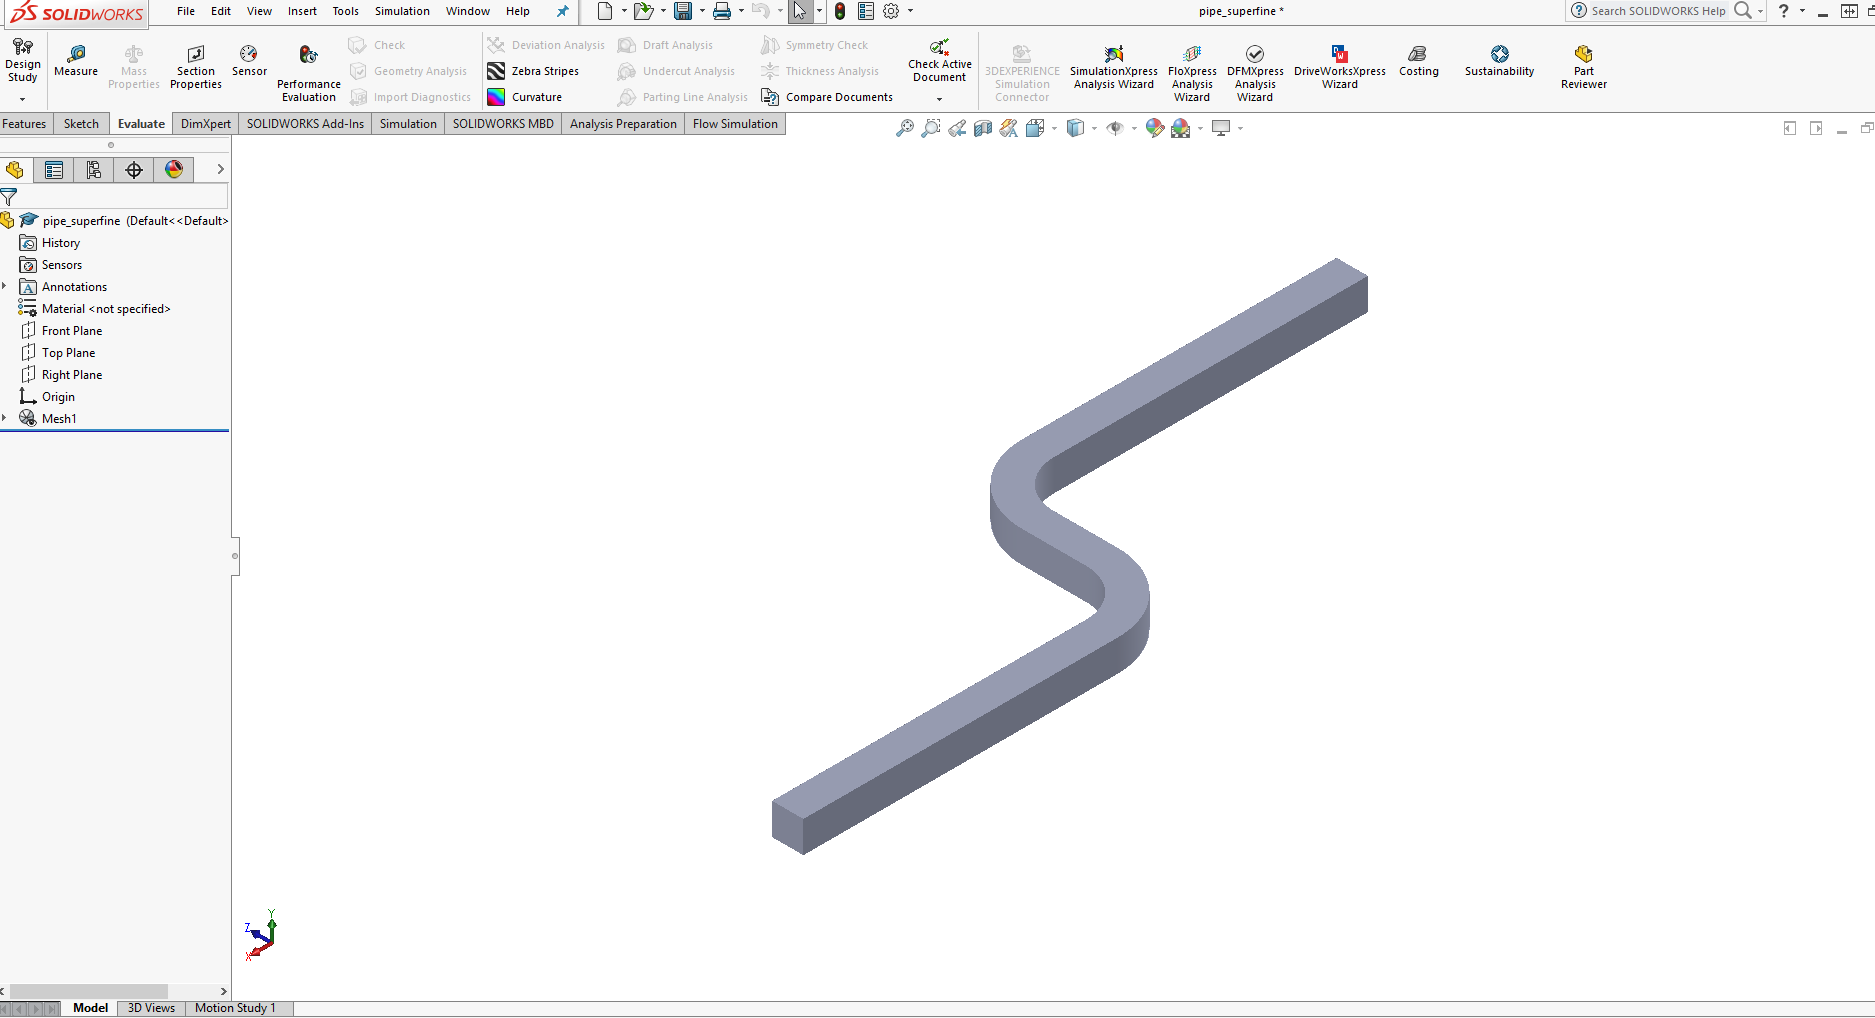 SOLIDWORKS File Edit View Insert Tools Simulation Window Help pipe_superfine * Search SOLIDWORKS Help ?
Design Study
Measure
Mass Properties
Section Properties
Sensor
Performance Evaluation
Check
Geometry Analysis
Import Diagnostics
Deviation Analysis
Zebra Stripes
Curvature
Draft Analysis
Undercut Analysis
Parting Line Analysis
Symmetry Check
Thickness Analysis
Compare Documents
Check Active Document
3DEXPERIENCE Simulation Connector
SimulationXpress Analysis Wizard
FloXpress Analysis Wizard
DFMXpress Analysis Wizard
DriveWorksXpress Wizard
Costing
Sustainability
Part Reviewer
Features Sketch Evaluate DimXpert SOLIDWORKS Add-Ins Simulation SOLIDWORKS MBD Analysis Preparation Flow Simulation
pipe_superfine (Default<<Default>
History
Sensors
Annotations
Material <not specified>
Front Plane
Top Plane
Right Plane
Origin
Mesh1
Y
Z
X
Model 3D Views Motion Study 1